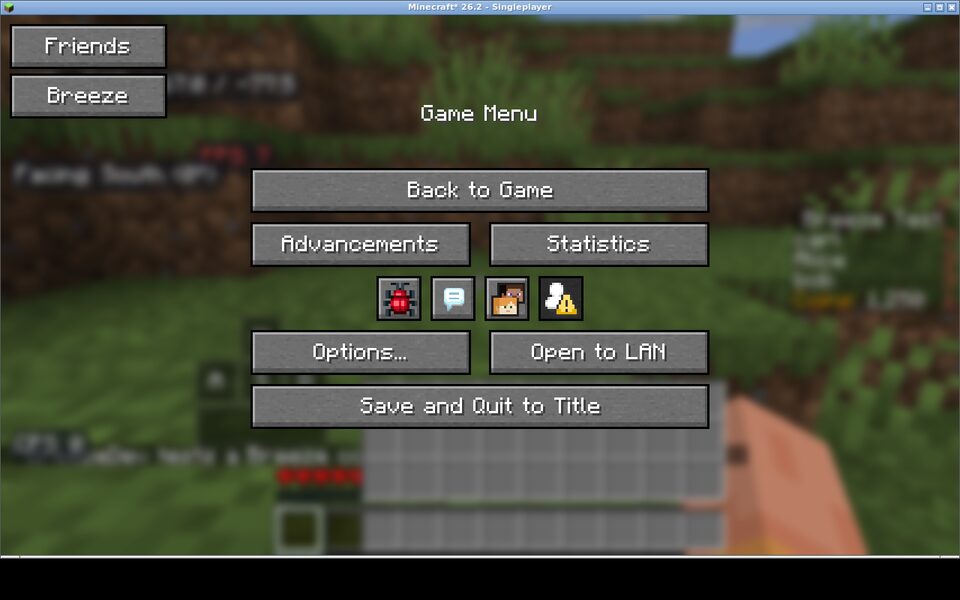 Minecraft* 26.2 - Singleplayer
Friends
Breeze
Game Menu
Back to Game
Advancements
Statistics
Options...
Open to LAN
Save and Quit to Title